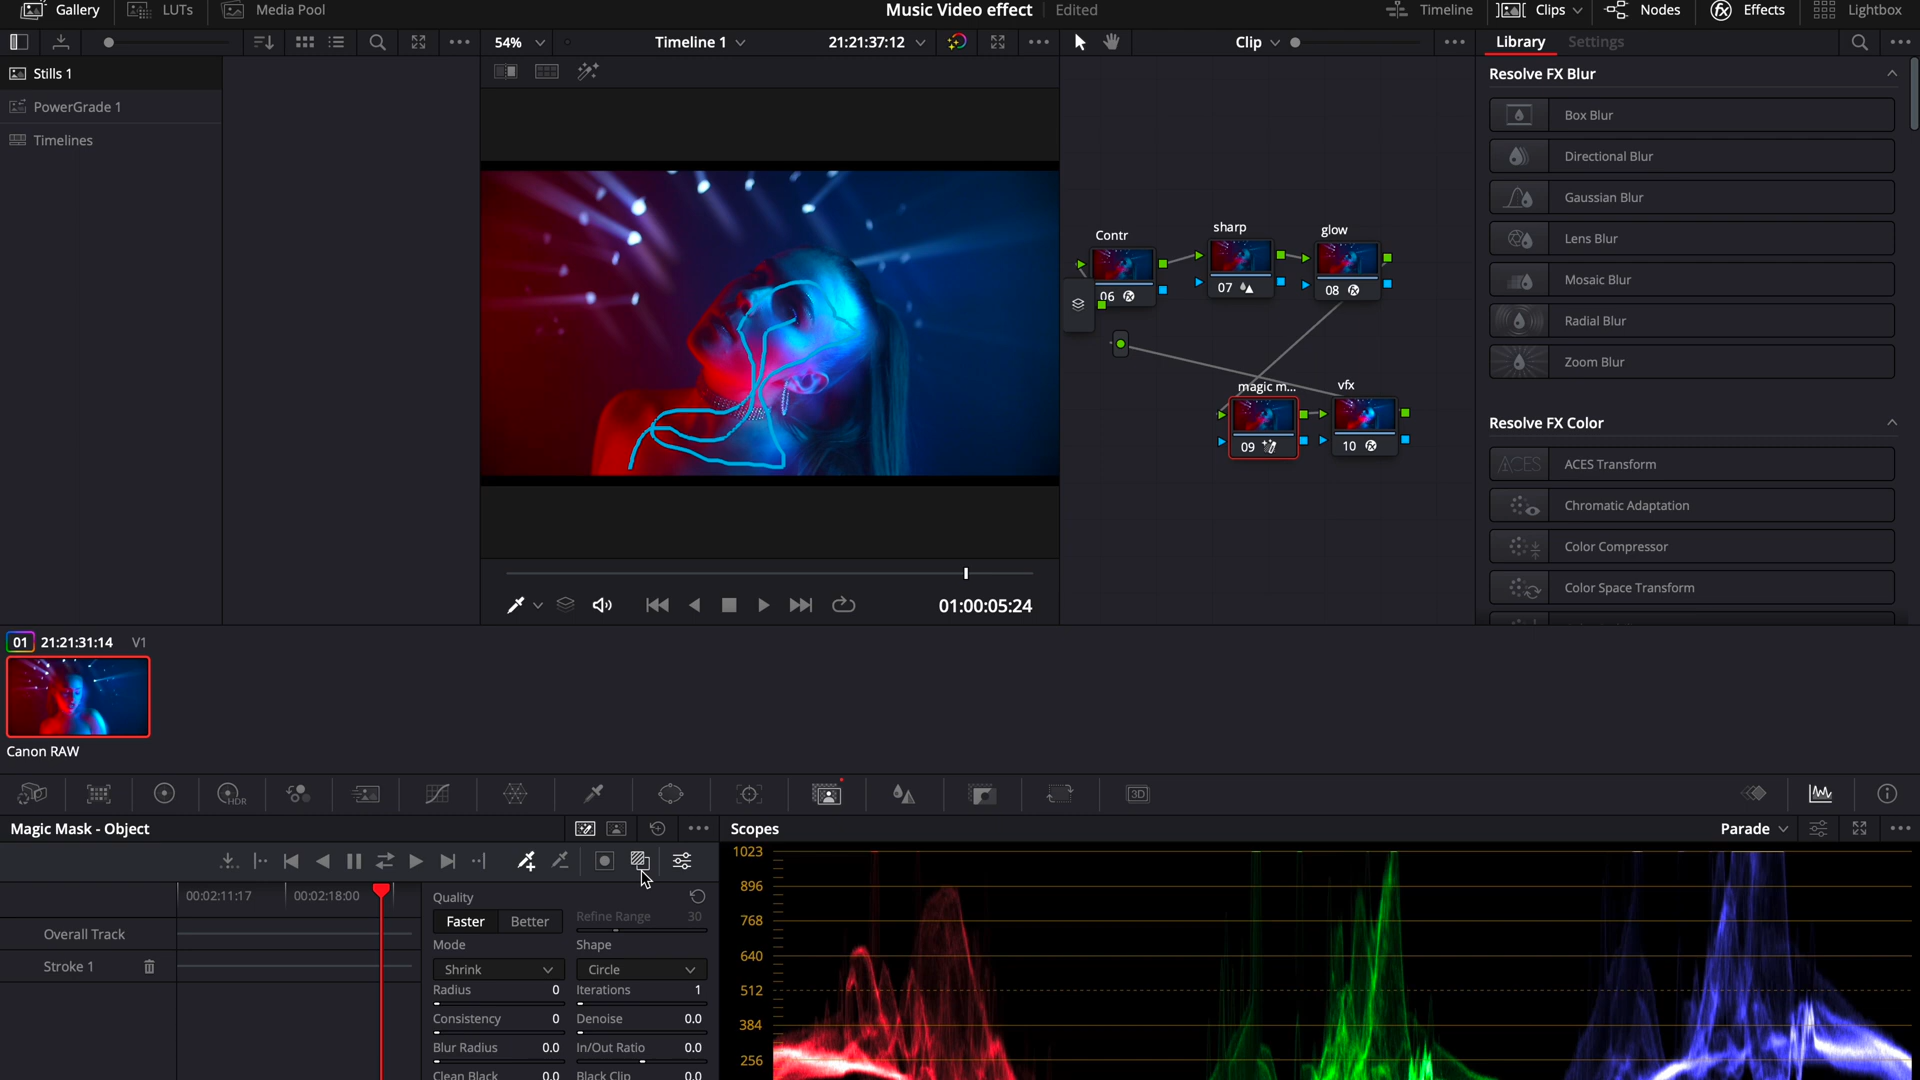 Gallery LUTs Media Pool Music Video effect Edited Timeline Clips Nodes Effects Lightbox
54% Timeline 1 21:21:37:12 Clip Library Settings
Stills 1
PowerGrade 1
Timelines
Resolve FX Blur
Box Blur
Directional Blur
Gaussian Blur
Lens Blur
Mosaic Blur
Radial Blur
Zoom Blur
Resolve FX Color
ACES ACES Transform
Chromatic Adaptation
Color Compressor
Color Space Transform
Contr sharp glow
06 07 08
magic m... vfx
09 10
01:00:05:24
01 21:21:31:14 V1
Canon RAW
HDR 3D
Magic Mask - Object
00:02:11:17 00:02:18:00
Overall Track
Stroke 1
Quality
Faster Better Refine Range 30
Mode Shape
Shrink Circle
Radius 0 Iterations 1
Consistency 0 Denoise 0.0
Blur Radius 0.0 In/Out Ratio 0.0
Clean Black 0.0 Black Clip 0.0
Scopes Parade
1023
896
768
640
512
384
256